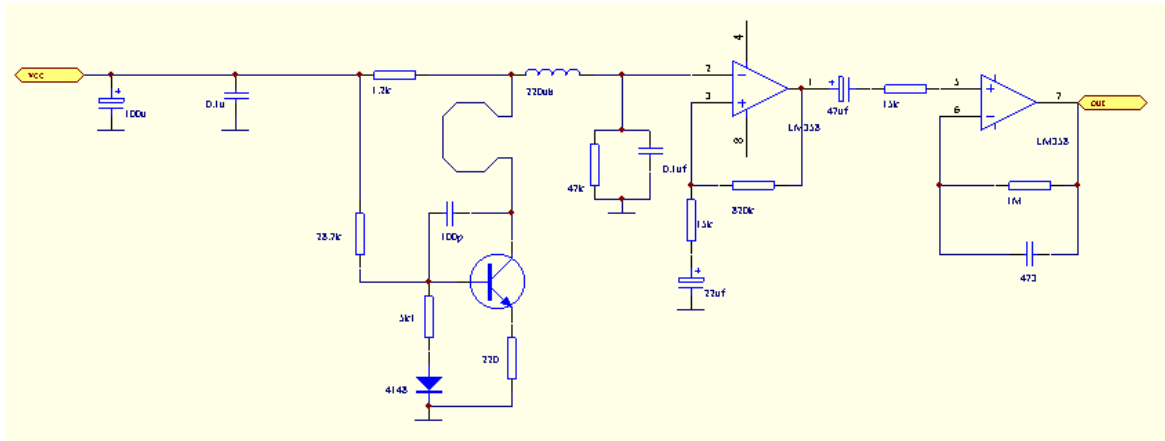 VCC
100u
0.1u
1.2k
220uh
28.7k
100p
5k1
4148
220
47k
0.1uf
2
3
4
8
1
LM358
820k
15k
22uf
47uf
15k
5
6
7
LM358
OUT
1M
473